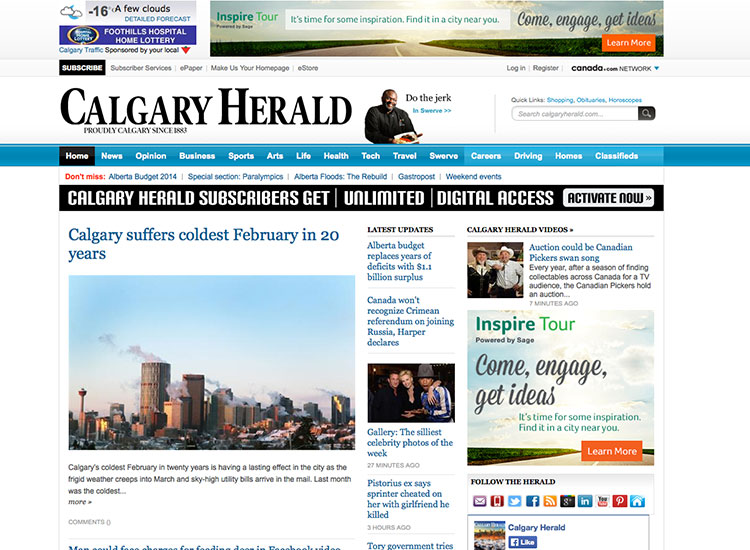 -16°
c
A few clouds
DETAILED FORECAST
FOOTHILLS HOSPITAL
HOME LOTTERY
Calgary Traffic Sponsored by your local
Inspire Tour
Powered by Sage
It's time for some inspiration. Find it in a city near you.
Come, engage, get ideas
Learn More
SUBSCRIBE Subscriber Services | ePaper | Make Us Your Homepage | eStore
Log in | Register | canada.com NETWORK
CALGARY HERALD
PROUDLY CALGARY SINCE 1883
Do the jerk
In Swerve >>
Quick Links: Shopping, Obituaries, Horoscopes
Search calgaryherald.com...
Home News Opinion Business Sports Arts Life Health Tech Travel Swerve Careers Driving Homes Classifieds
Don't miss: Alberta Budget 2014 | Special section: Paralympics | Alberta Floods: The Rebuild | Gastropost | Weekend events
CALGARY HERALD SUBSCRIBERS GET | UNLIMITED | DIGITAL ACCESS ACTIVATE NOW »
Calgary suffers coldest February in 20
years
Calgary's coldest February in twenty years is having a lasting effect in the city as the
frigid weather creeps into March and sky-high utility bills arrive in the mail. Last month
was the coldest...
more »
COMMENTS ()
Man could face charges for feeding deer in Facebook video
LATEST UPDATES
Alberta budget
replaces years of
deficits with $1.1
billion surplus
Canada won't
recognize Crimean
referendum on joining
Russia, Harper
declares
Gallery: The silliest
celebrity photos of the
week
27 MINUTES AGO
Pistorius ex says
sprinter cheated on
her with girlfriend he
killed
3 HOURS AGO
Tory government tries
CALGARY HERALD VIDEOS »
Auction could be Canadian
Pickers swan song
Every year, after a season of finding
collectables across Canada for a TV
audience, the Canadian Pickers hold
an auction...
7 MINUTES AGO
Inspire Tour
Powered by Sage
Come, engage,
get ideas
It's time for some inspiration.
Find it in a city near you.
Learn More
FOLLOW THE HERALD
Calgary Herald
Like